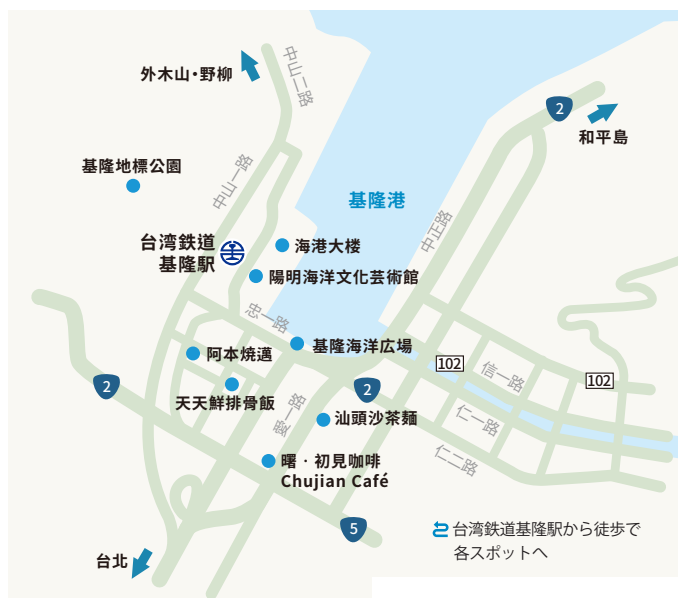 中山二路
外木山・野柳
2
和平島
基隆地標公園
中山一路
基隆港
中正路
台湾鉄道
基隆駅
海港大楼
陽明海洋文化芸術館
忠一路
基隆海洋広場
阿本焼邁
102
信一路
102
2
天天鮮排骨飯
2
愛一路
仁一路
汕頭沙茶麺
仁二路
曙・初見咖啡
Chujian Café
5
台湾鉄道基隆駅から徒歩で
各スポットへ
台北